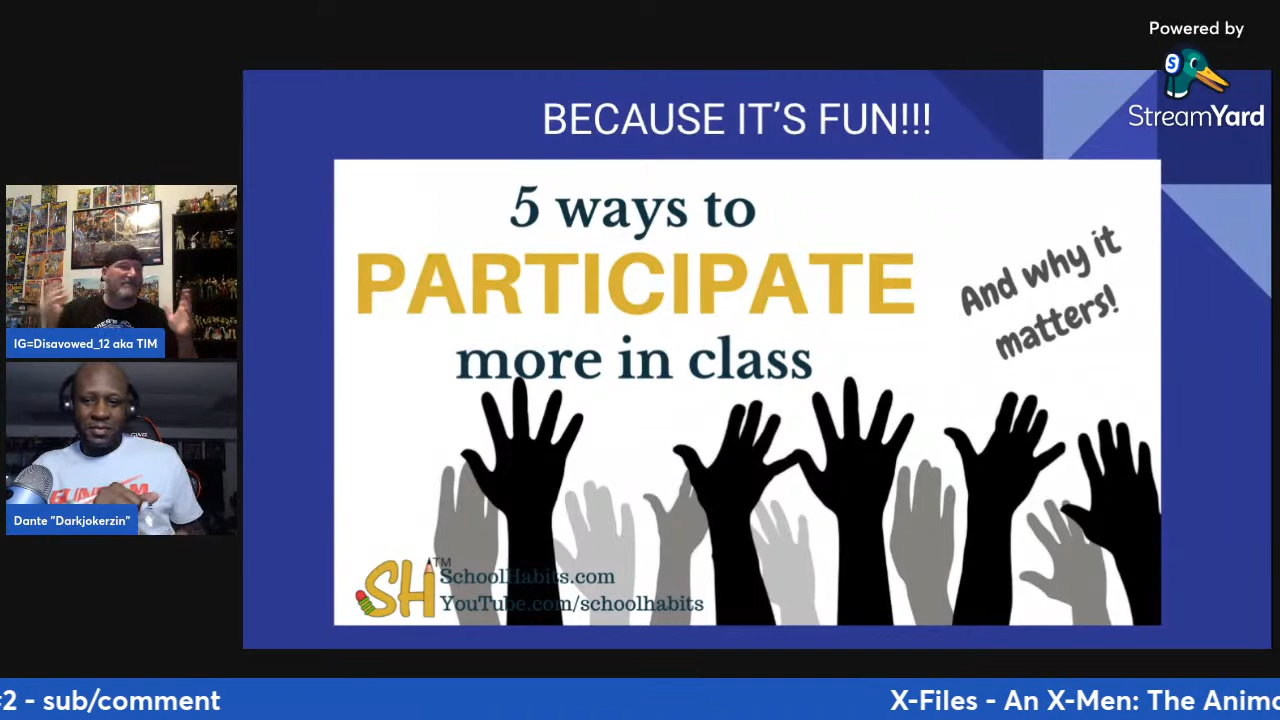 Powered by
StreamYard
BECAUSE IT'S FUN!!!
5 ways to
PARTICIPATE
more in class
And why it
matters!
SH™
SchoolHabits.com
YouTube.com/schoolhabits
IG=Disavowed_12 aka TIM
Dante "Darkjokerzin"
#2 - sub/comment
X-Files - An X-Men: The Anima